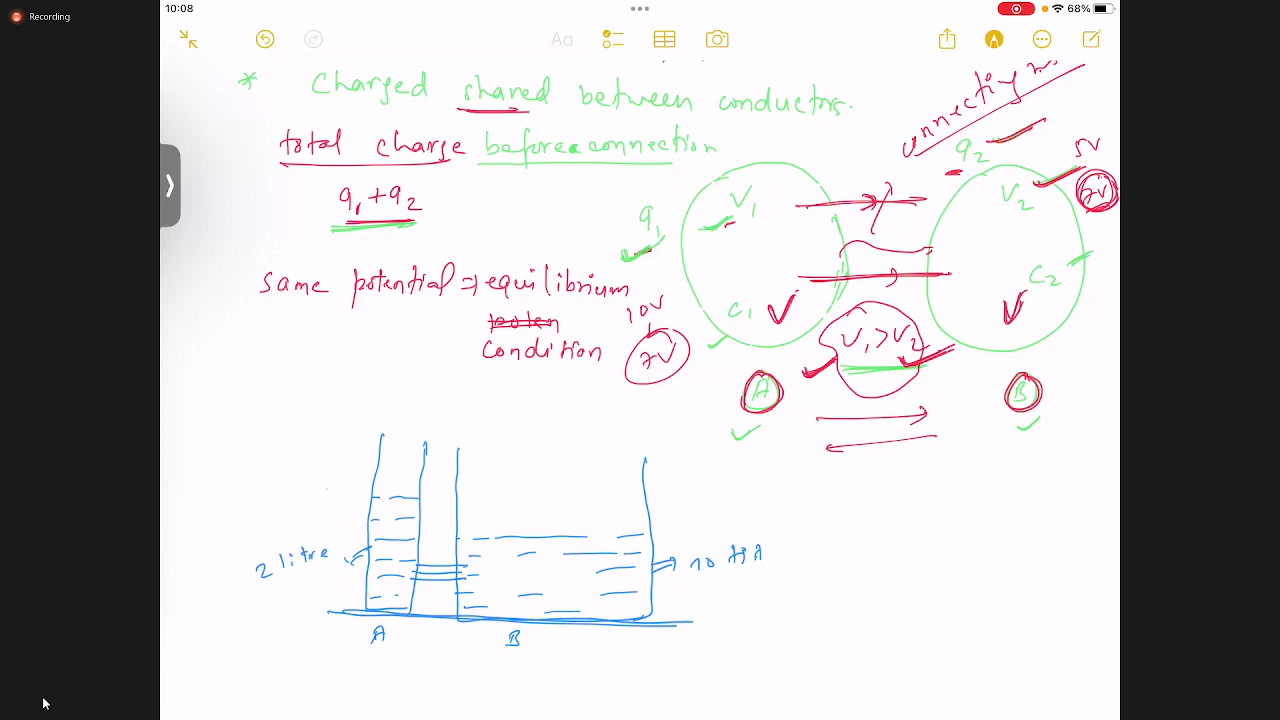 Recording
10:08
68%
Aa
* Charged shared between conductors.
connecting
total charge before connection
q1 + q2
q1
V1
q2
V2
5V
7V
C1
C2
V1 > V2
same potential ⇒ equilibrium
condition
10V
7V
A
B
2 litre
10
A
B